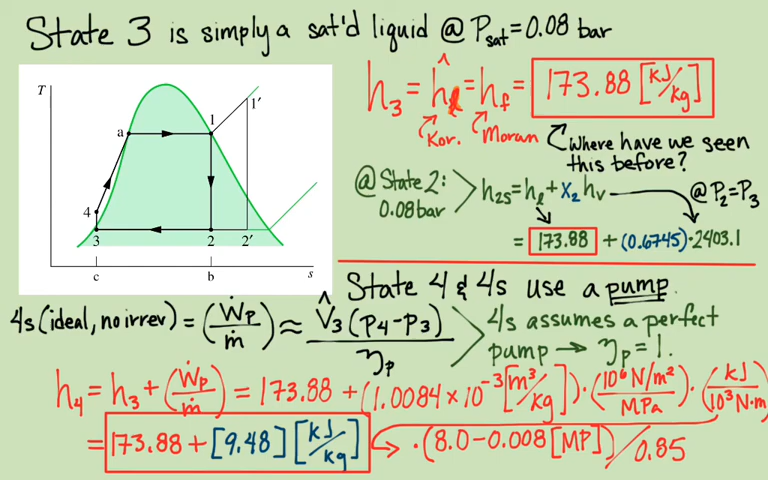 State 3 is simply a sat'd liquid @ Psat = 0.08 bar
T
a
1
1'
4
3
2
2'
c
b
s
h3 = ĥl = hf = 173.88 [kJ/kg]
Kor.
Moran
Where have we seen
this before?
@ State 2:
0.08 bar
h2s = hl + X2 hv
@ P2 = P3
= 173.88 + (0.6745) · 2403.1
State 4 & 4s use a pump.
4s (ideal, no irrev) = (Ẇp/ṁ) ≈ V̂3 (P4 - P3) / ηp
4s assumes a perfect
pump → ηp = 1.
h4 = h3 + (Ẇp/ṁ) = 173.88 + (1.0084 × 10⁻³ [m³/kg]) · (10⁶ N/m² / MPa) · (kJ / 10³ N·m)
= 173.88 + [9.48] [kJ/kg]
· (8.0 - 0.008 [MP]) / 0.85